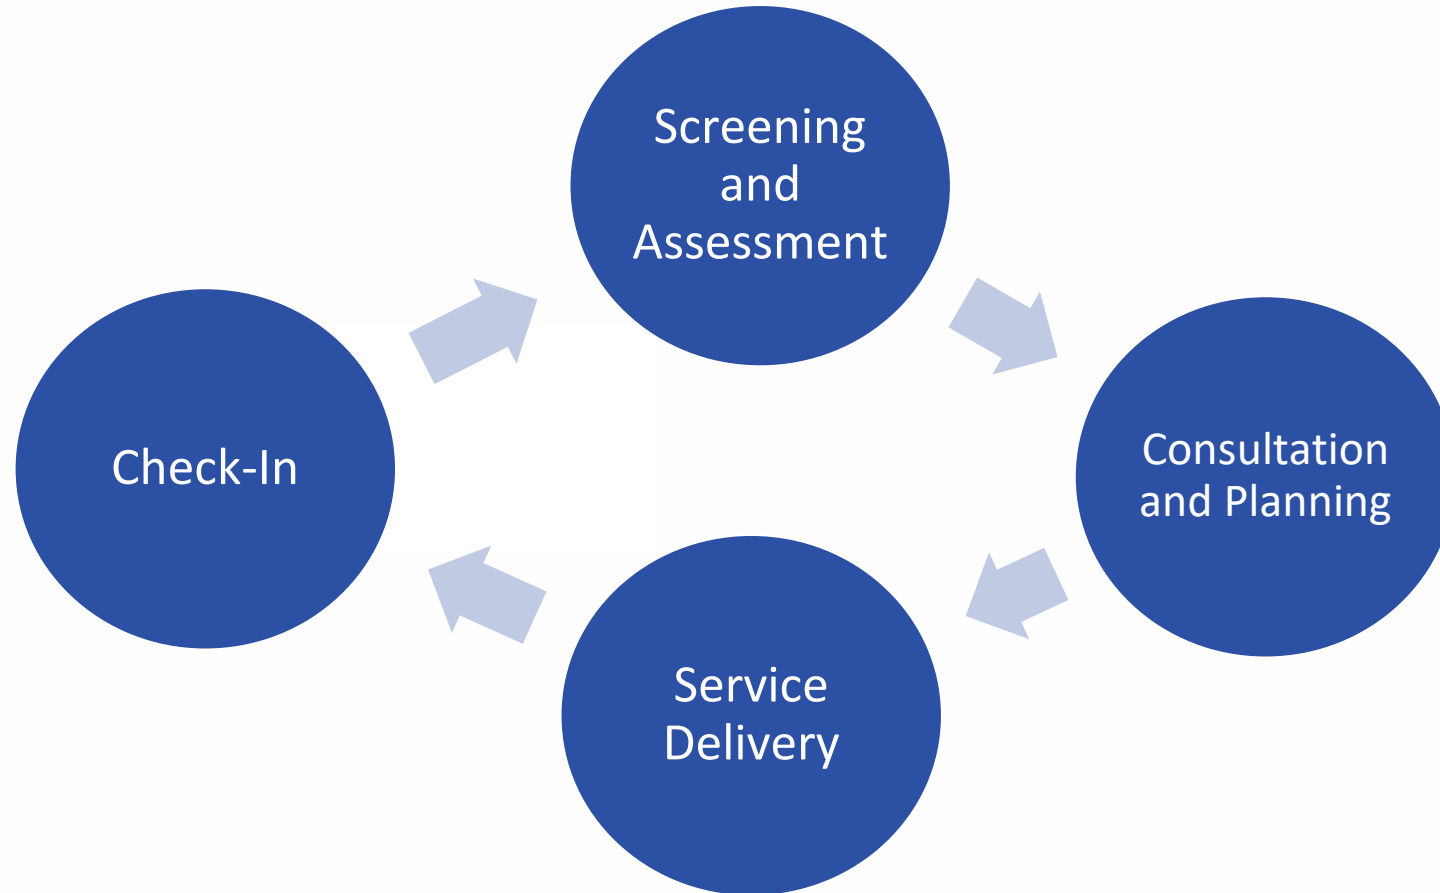 Screening
and
Assessment
Consultation
and Planning
Service
Delivery
Check-In